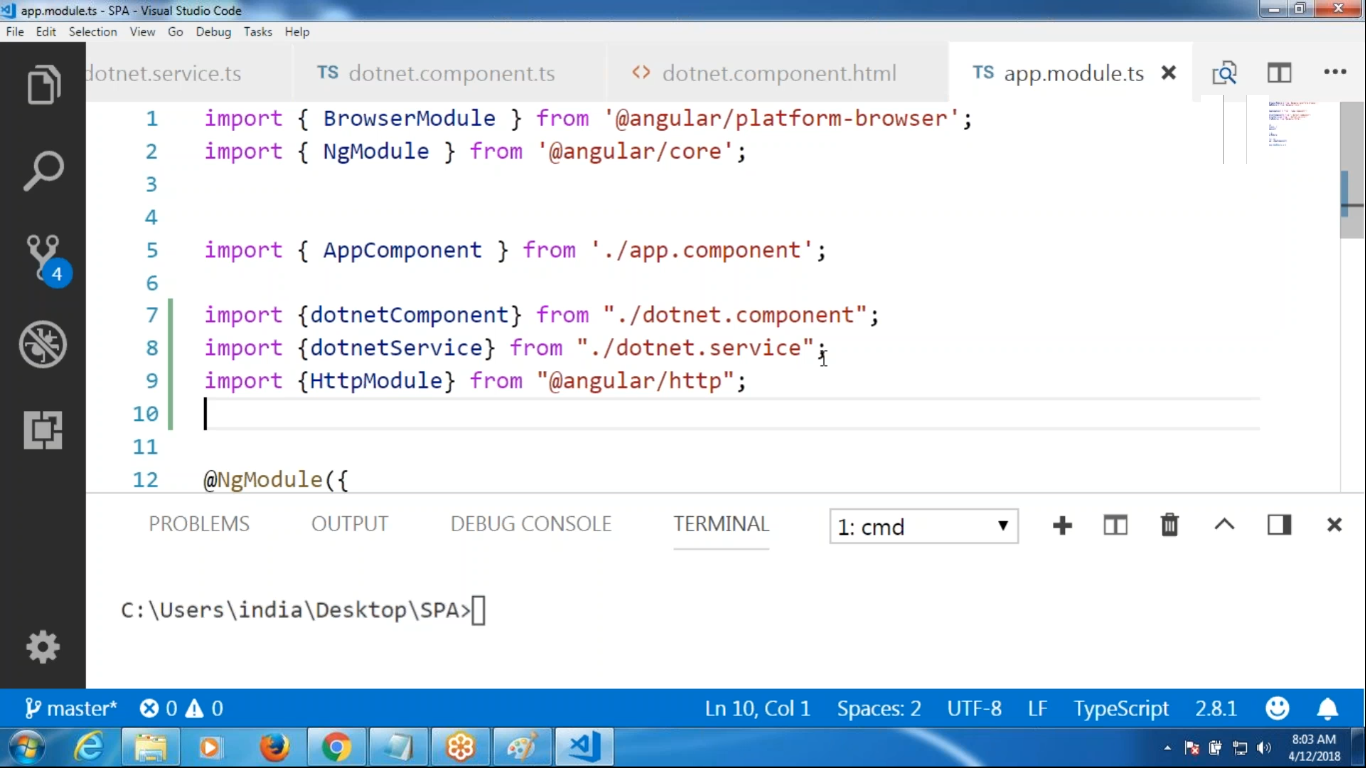 app.module.ts - SPA - Visual Studio Code
File Edit Selection View Go Debug Tasks Help
dotnet.service.ts TS dotnet.component.ts <> dotnet.component.html TS app.module.ts
1 import { BrowserModule } from '@angular/platform-browser';
2 import { NgModule } from '@angular/core';
3
4
5 import { AppComponent } from './app.component';
6
7 import {dotnetComponent} from "./dotnet.component";
8 import {dotnetService} from "./dotnet.service";
9 import {HttpModule} from "@angular/http";
10
11
12 @NgModule({
4
PROBLEMS OUTPUT DEBUG CONSOLE TERMINAL 1: cmd
C:\Users\india\Desktop\SPA>
master* 0 0 Ln 10, Col 1 Spaces: 2 UTF-8 LF TypeScript 2.8.1
8:03 AM
4/12/2018